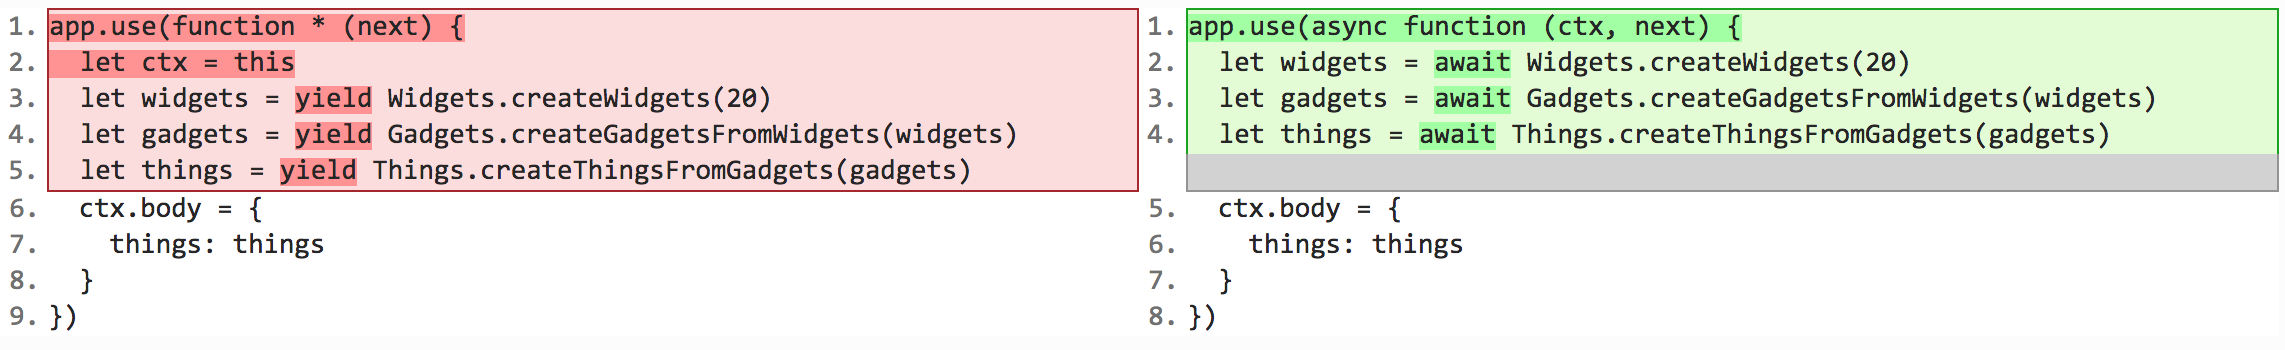 1. app.use(function * (next) {
2.   let ctx = this
3.   let widgets = yield Widgets.createWidgets(20)
4.   let gadgets = yield Gadgets.createGadgetsFromWidgets(widgets)
5.   let things = yield Things.createThingsFromGadgets(gadgets)
6.   ctx.body = {
7.     things: things
8.   }
9. })
1. app.use(async function (ctx, next) {
2.   let widgets = await Widgets.createWidgets(20)
3.   let gadgets = await Gadgets.createGadgetsFromWidgets(widgets)
4.   let things = await Things.createThingsFromGadgets(gadgets)
5.   ctx.body = {
6.     things: things
7.   }
8. })